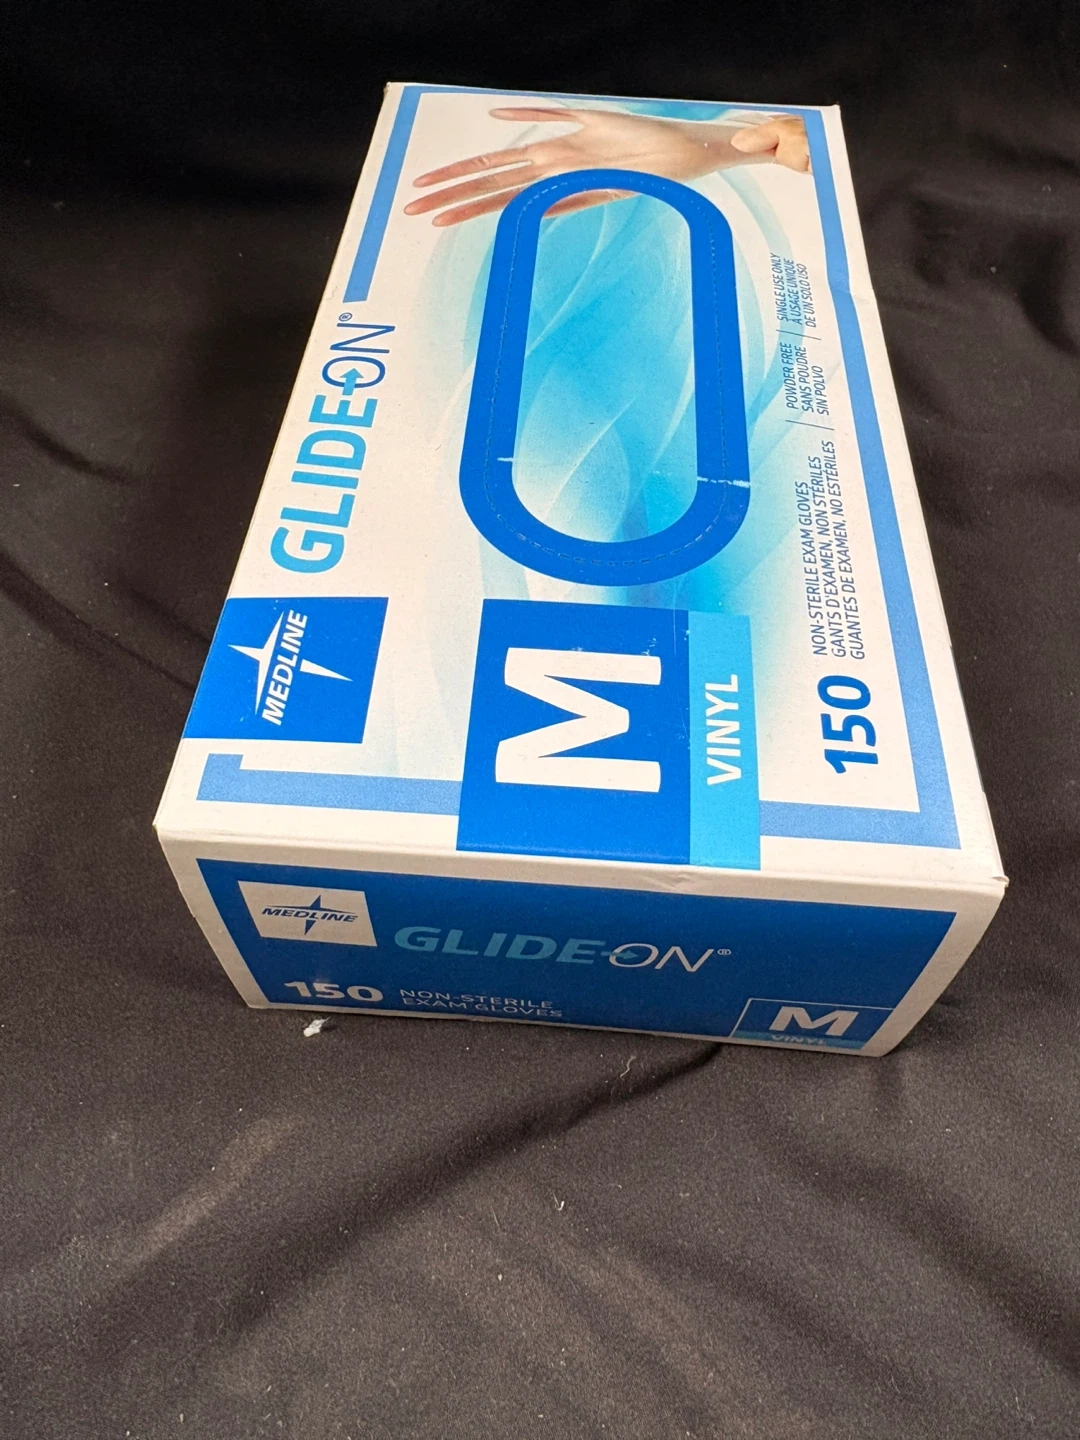 MEDLINE
GLIDE-ON®
M
VINYL
150
NON-STERILE EXAM GLOVES
GANTS D'EXAMEN, NON STÉRILES
GUANTES DE EXAMEN, NO ESTÉRILES
POWDER FREE
SANS POUDRE
SIN POLVO
SINGLE USE ONLY
À USAGE UNIQUE
DE UN SOLO USO
MEDLINE
GLIDE-ON®
150
NON-STERILE
EXAM GLOVES
M
VINYL